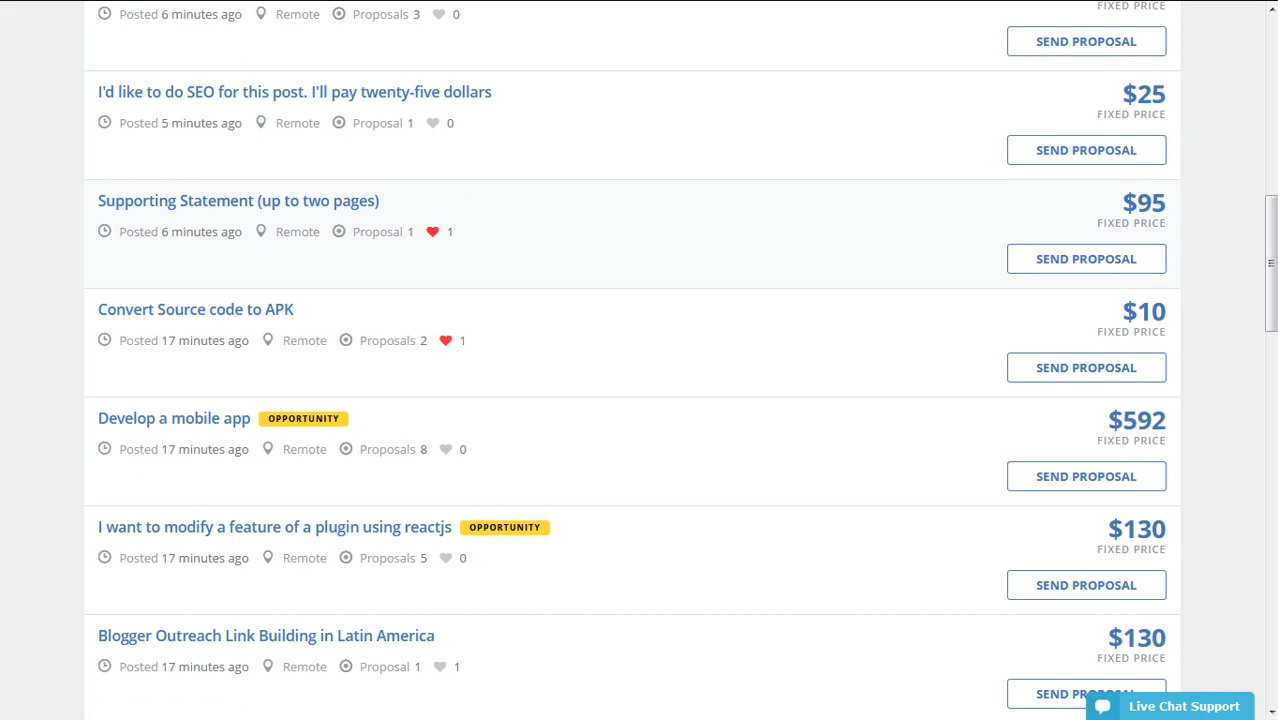 FIXED PRICE
Posted 6 minutes ago Remote Proposals 3 0
SEND PROPOSAL
I'd like to do SEO for this post. I'll pay twenty-five dollars
$25
FIXED PRICE
Posted 5 minutes ago Remote Proposal 1 0
SEND PROPOSAL
Supporting Statement (up to two pages)
$95
FIXED PRICE
Posted 6 minutes ago Remote Proposal 1 1
SEND PROPOSAL
Convert Source code to APK
$10
FIXED PRICE
Posted 17 minutes ago Remote Proposals 2 1
SEND PROPOSAL
Develop a mobile app OPPORTUNITY
$592
FIXED PRICE
Posted 17 minutes ago Remote Proposals 8 0
SEND PROPOSAL
I want to modify a feature of a plugin using reactjs OPPORTUNITY
$130
FIXED PRICE
Posted 17 minutes ago Remote Proposals 5 0
SEND PROPOSAL
Blogger Outreach Link Building in Latin America
$130
FIXED PRICE
Posted 17 minutes ago Remote Proposal 1 1
SEND PROPOSAL
Live Chat Support